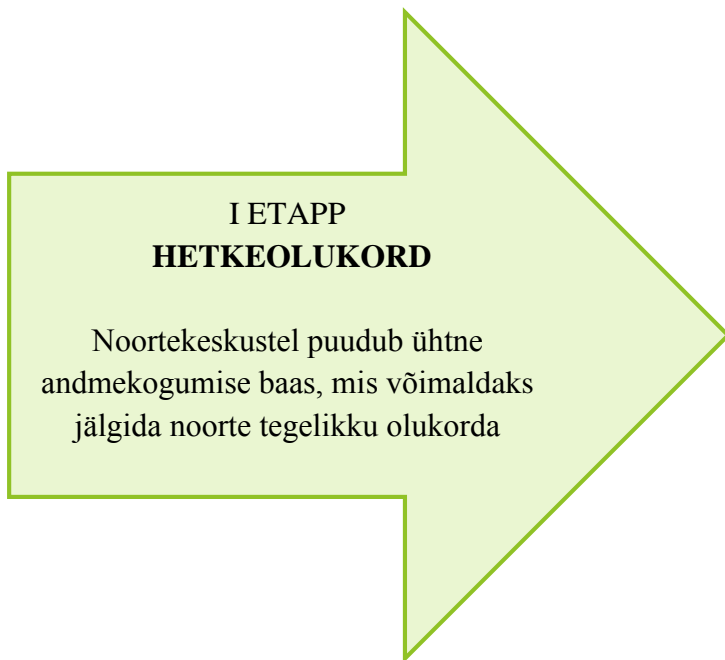 I ETAPP
HETKEOLUKORD
Noortekeskustel puudub ühtne
andmekogumise baas, mis võimaldaks
jälgida noorte tegelikku olukorda